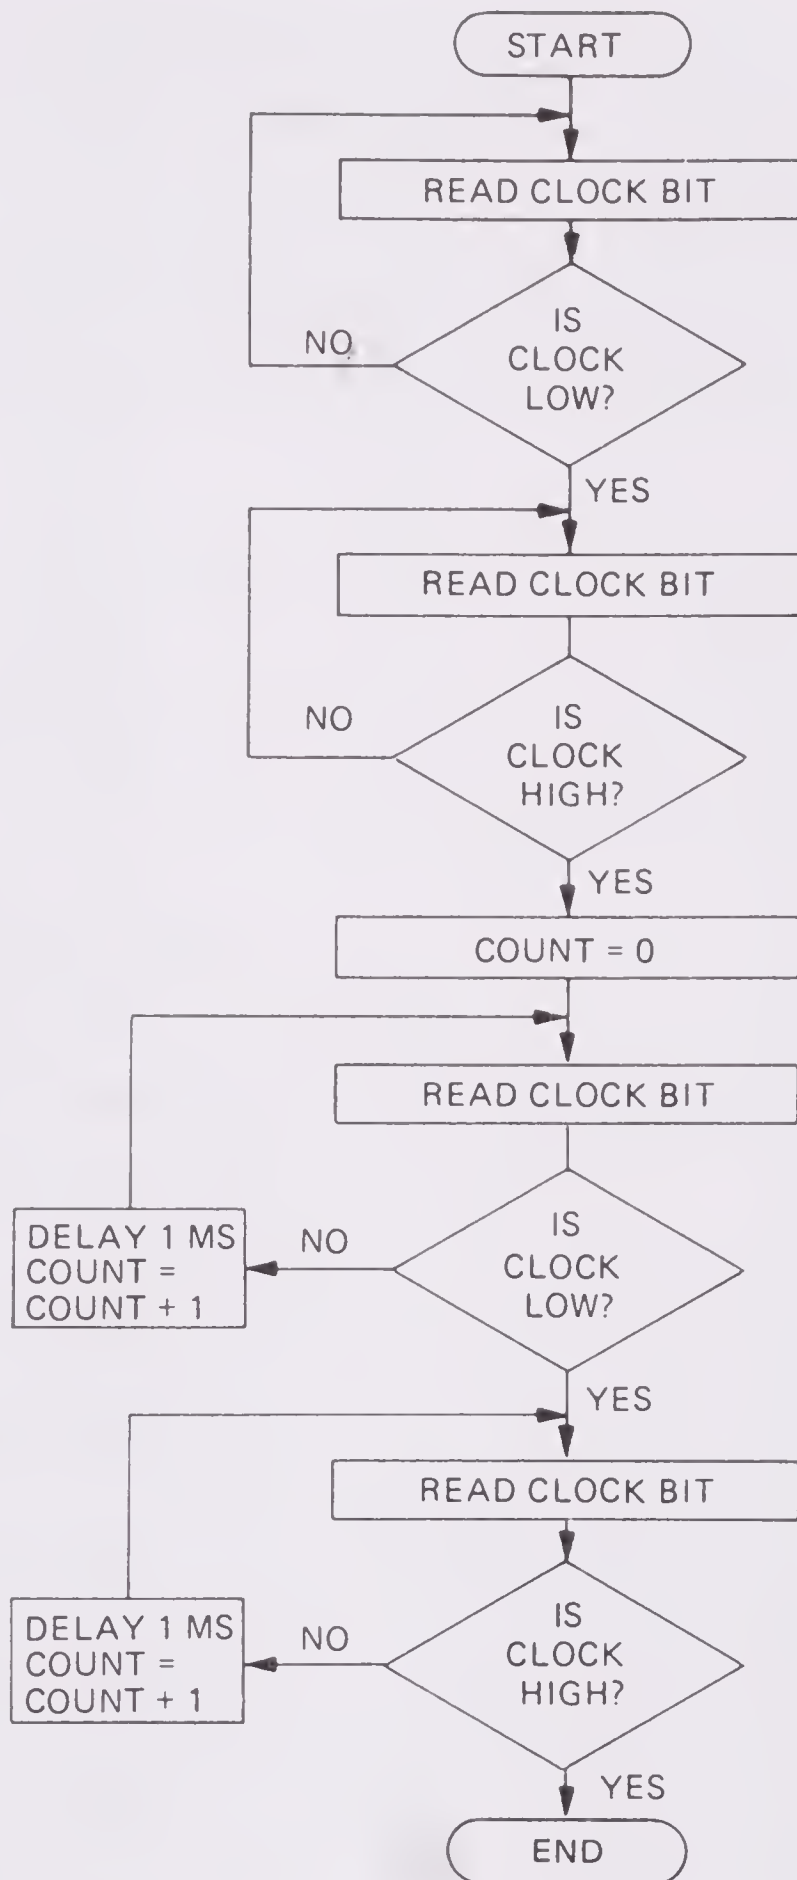 START
READ CLOCK BIT
IS
CLOCK
LOW?
NO
YES
READ CLOCK BIT
IS
CLOCK
HIGH?
NO
YES
COUNT = 0
READ CLOCK BIT
IS
CLOCK
LOW?
NO
DELAY 1 MS
COUNT =
COUNT + 1
YES
READ CLOCK BIT
IS
CLOCK
HIGH?
NO
DELAY 1 MS
COUNT =
COUNT + 1
YES
END